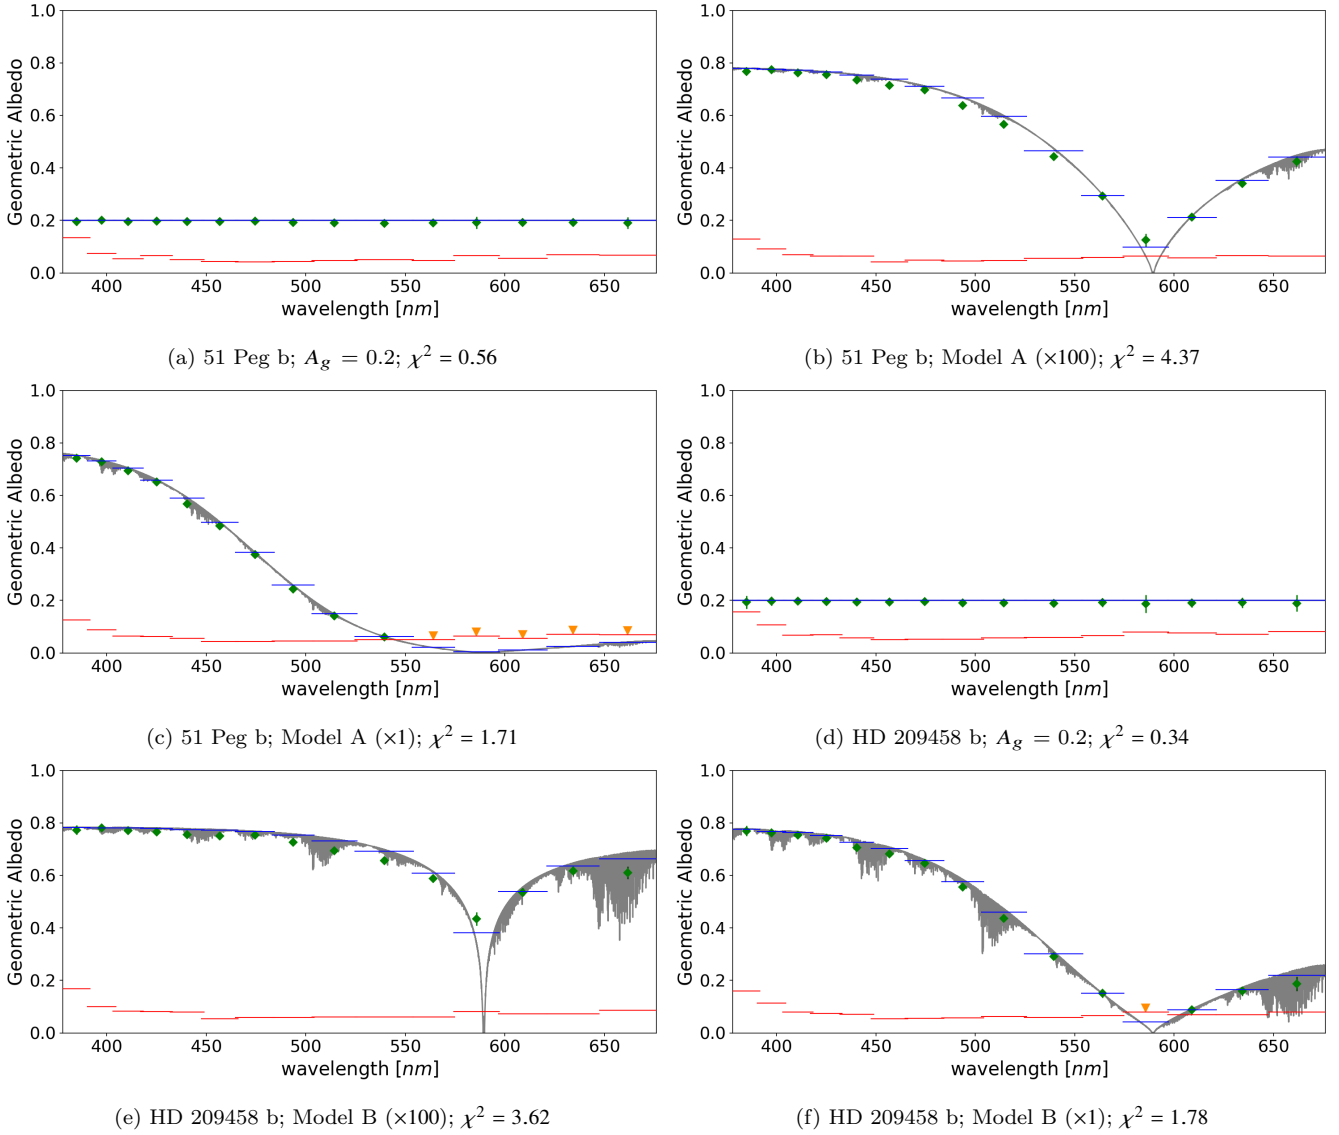 1.0
0.8
0.6
0.4
0.2
0.0
Geometric Albedo
400 450 500 550 600 650
wavelength [nm]
(a) 51 Peg b; A_g = 0.2; χ² = 0.56
1.0
0.8
0.6
0.4
0.2
0.0
Geometric Albedo
400 450 500 550 600 650
wavelength [nm]
(b) 51 Peg b; Model A (×100); χ² = 4.37
1.0
0.8
0.6
0.4
0.2
0.0
Geometric Albedo
400 450 500 550 600 650
wavelength [nm]
(c) 51 Peg b; Model A (×1); χ² = 1.71
1.0
0.8
0.6
0.4
0.2
0.0
Geometric Albedo
400 450 500 550 600 650
wavelength [nm]
(d) HD 209458 b; A_g = 0.2; χ² = 0.34
1.0
0.8
0.6
0.4
0.2
0.0
Geometric Albedo
400 450 500 550 600 650
wavelength [nm]
(e) HD 209458 b; Model B (×100); χ² = 3.62
1.0
0.8
0.6
0.4
0.2
0.0
Geometric Albedo
400 450 500 550 600 650
wavelength [nm]
(f) HD 209458 b; Model B (×1); χ² = 1.78